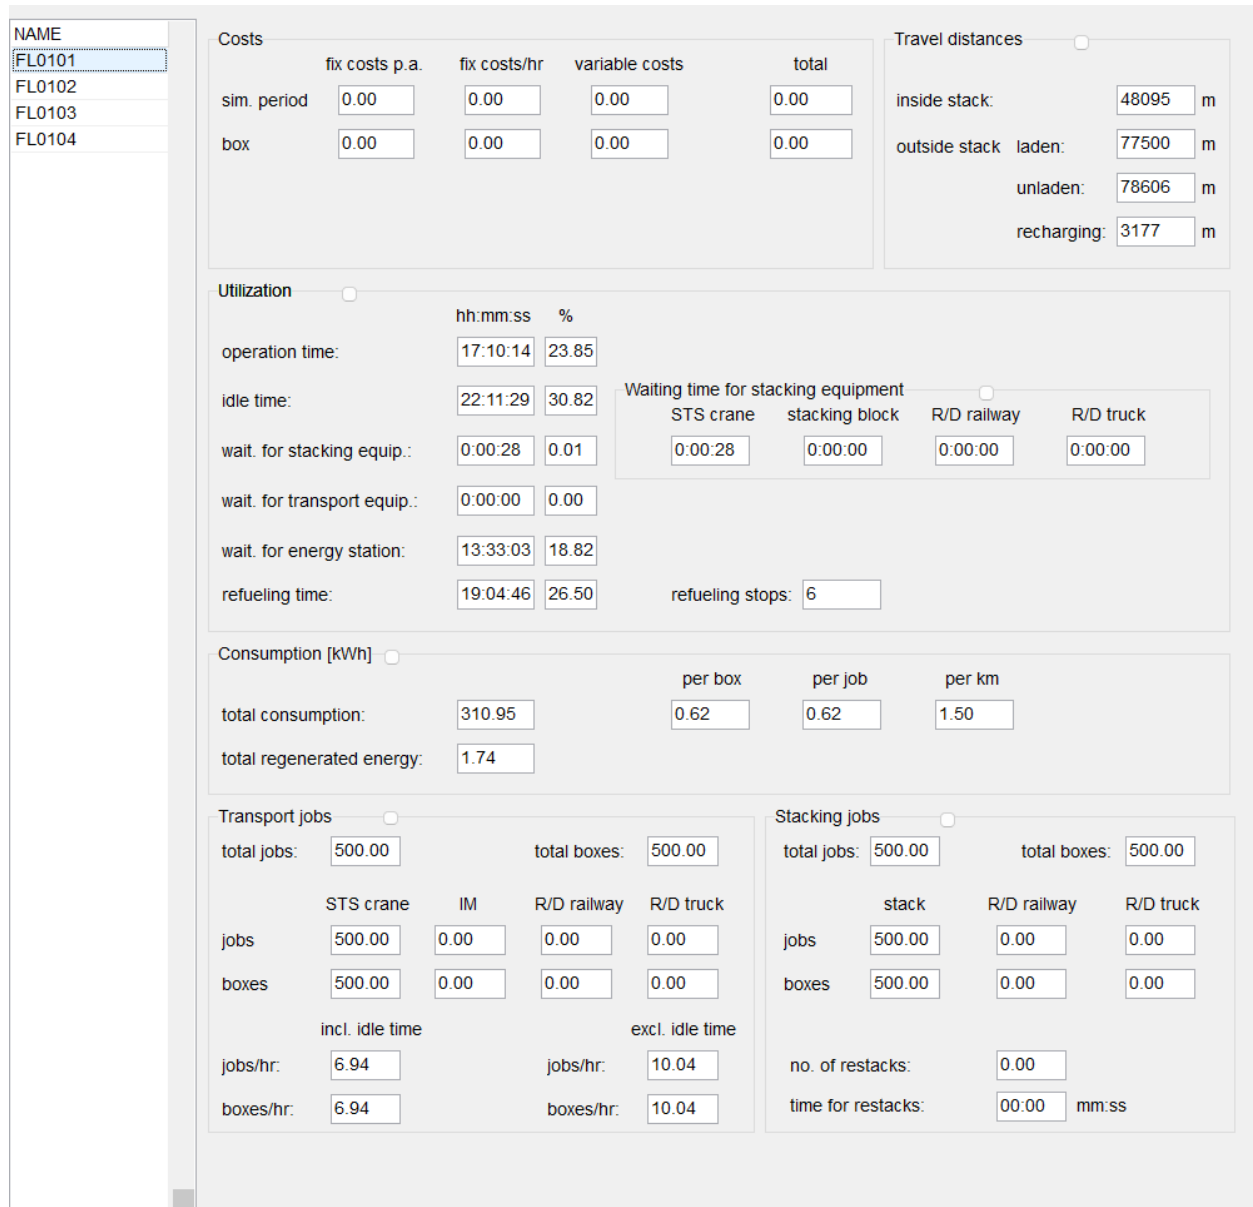 NAME
FL0101
FL0102
FL0103
FL0104
Costs
fix costs p.a. fix costs/hr variable costs total
sim. period 0.00 0.00 0.00 0.00
box 0.00 0.00 0.00 0.00
Travel distances
inside stack: 48095 m
outside stack laden: 77500 m
unladen: 78606 m
recharging: 3177 m
Utilization
hh:mm:ss %
operation time: 17:10:14 23.85
idle time: 22:11:29 30.82
wait. for stacking equip.: 0:00:28 0.01
wait. for transport equip.: 0:00:00 0.00
wait. for energy station: 13:33:03 18.82
refueling time: 19:04:46 26.50
refueling stops: 6
Waiting time for stacking equipment
STS crane stacking block R/D railway R/D truck
0:00:28 0:00:00 0:00:00 0:00:00
Consumption [kWh]
per box per job per km
total consumption: 310.95 0.62 0.62 1.50
total regenerated energy: 1.74
Transport jobs
total jobs: 500.00 total boxes: 500.00
STS crane IM R/D railway R/D truck
jobs 500.00 0.00 0.00 0.00
boxes 500.00 0.00 0.00 0.00
incl. idle time excl. idle time
jobs/hr: 6.94 jobs/hr: 10.04
boxes/hr: 6.94 boxes/hr: 10.04
Stacking jobs
total jobs: 500.00 total boxes: 500.00
stack R/D railway R/D truck
jobs 500.00 0.00 0.00
boxes 500.00 0.00 0.00
no. of restacks: 0.00
time for restacks: 00:00 mm:ss